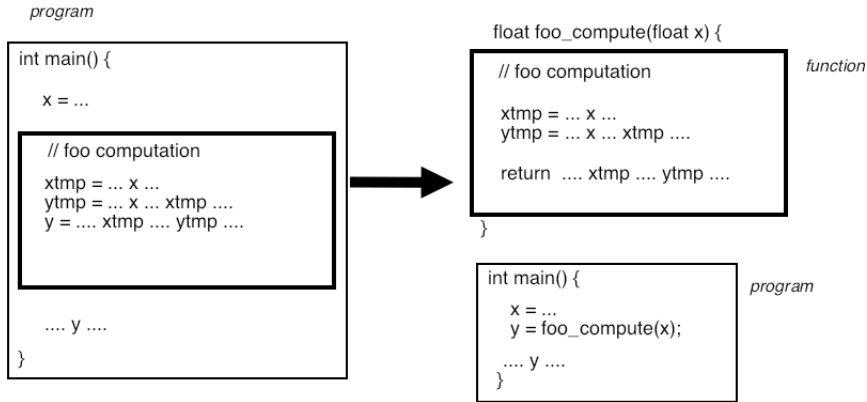 program
int main() {
x = ...
// foo computation
xtmp = ... x ...
ytmp = ... x ... xtmp ....
y = .... xtmp .... ytmp ....
.... y ....
}
float foo_compute(float x) {
function
// foo computation
xtmp = ... x ...
ytmp = ... x ... xtmp ....
return .... xtmp .... ytmp ....
}
int main() {
program
x = ...
y = foo_compute(x);
.... y ....
}